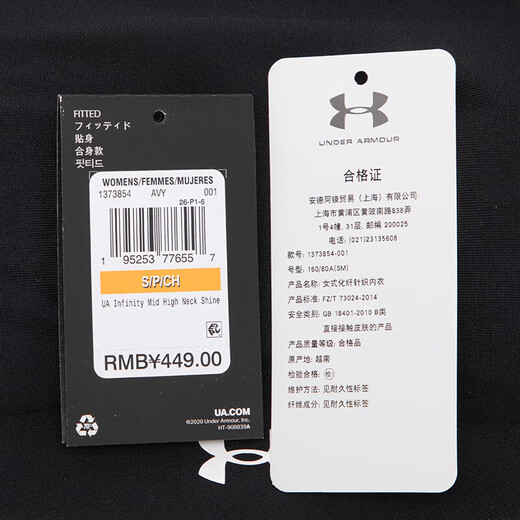 FITTED
フィッティド
貼身
合身款
핏티드
WOMENS/FEMMES/MUJERES
1373854 AVY 001
26-P1-6
1 95253 77655 7
S/P/CH
UA Infinity Mid High Neck Shine
RMB¥449.00
UA.COM
©2020 Under Armour, Inc.
HT-908839A
UNDER ARMOUR
合格证
安德阿镁贸易（上海）有限公司
上海市黄浦区黄陂南路838弄
1号4幢, 31层, 邮编 200025
电话: (021)23135608
款号: 1373854-001
号型: 160/80A(SM)
产品名称: 女式化纤针织内衣
产品标准: FZ/T 73024-2014
安全类别: GB 18401-2010 B类
直接接触皮肤的产品
产品质量等级: 合格品
原产地: 越南
检验合格: 检
维护方法: 见耐久性标签
纤维成分: 见耐久性标签